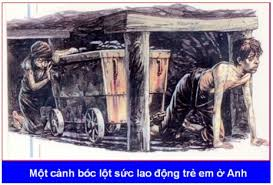 Một cảnh bóc lột sức lao động trẻ em ở Anh